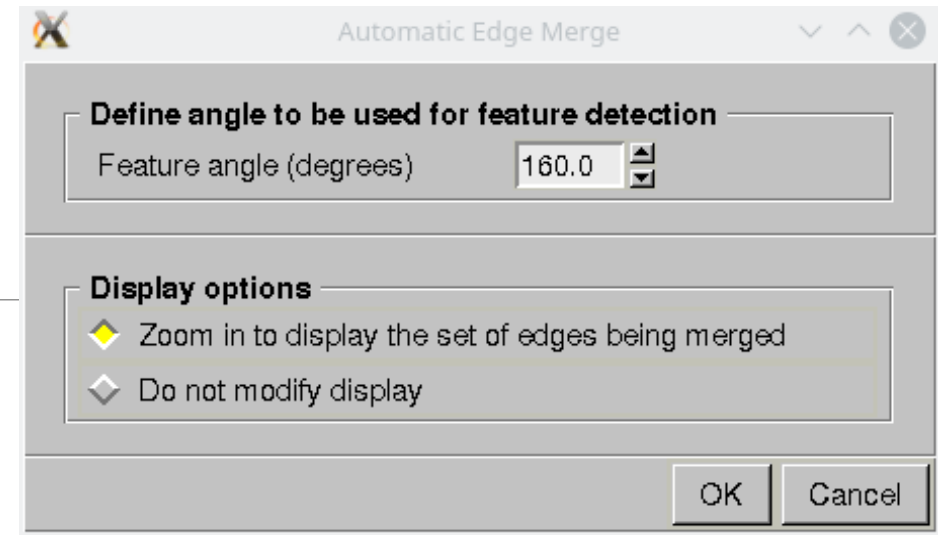 Automatic Edge Merge
Define angle to be used for feature detection
Feature angle (degrees) 160.0
Display options
Zoom in to display the set of edges being merged
Do not modify display
OK Cancel